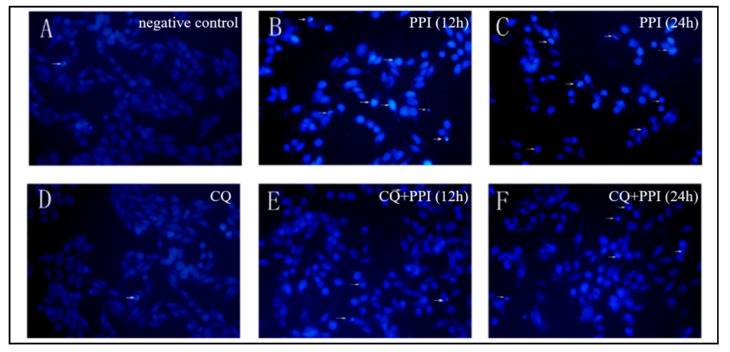 A negative control
B PPI (12h)
C PPI (24h)
D CQ
E CQ+PPI (12h)
F CQ+PPI (24h)